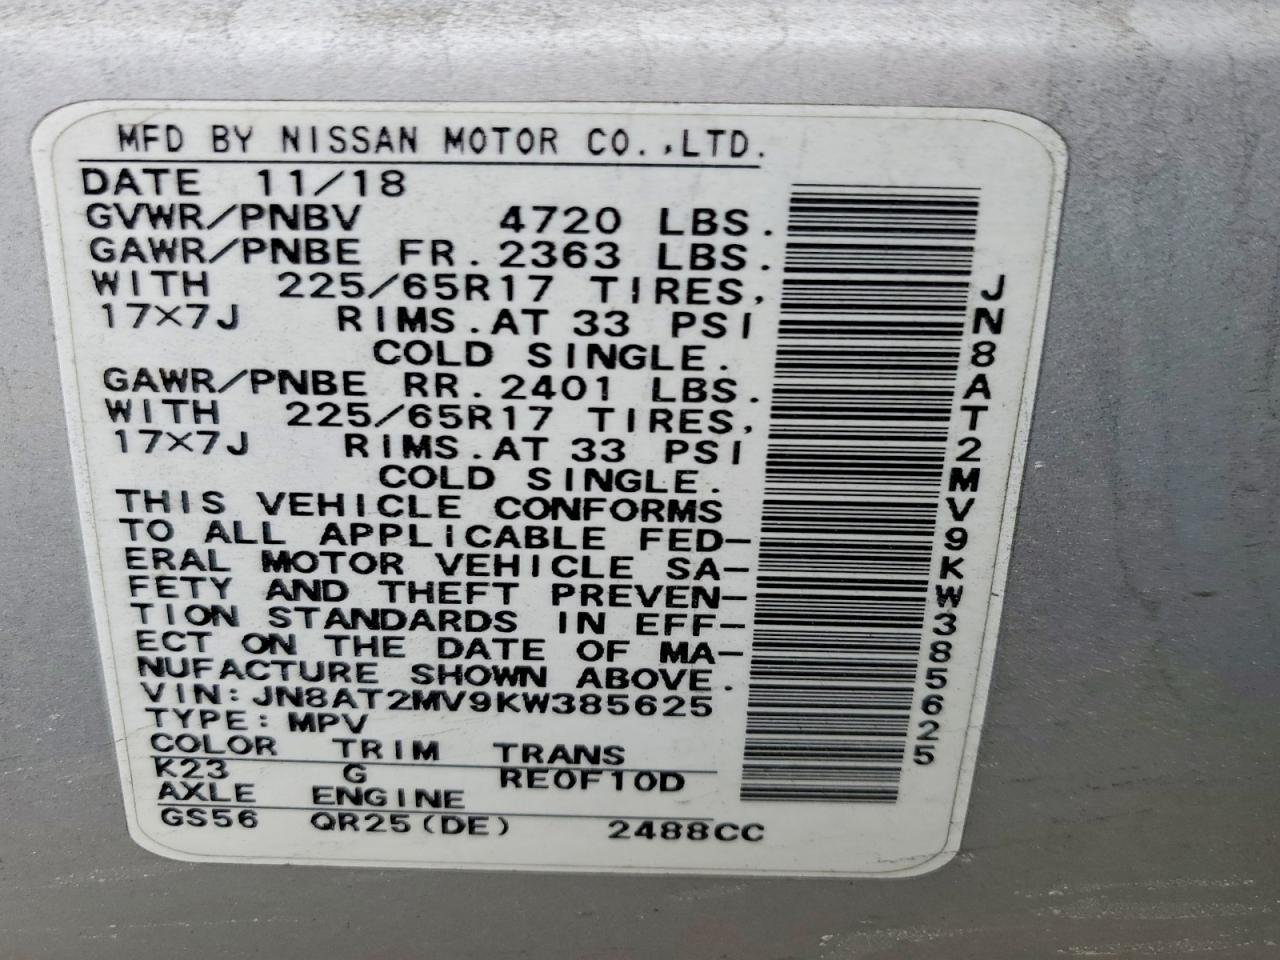 MFD BY NISSAN MOTOR CO.,LTD.
DATE 11/18
GVWR/PNBV 4720 LBS.
GAWR/PNBE FR. 2363 LBS.
WITH 225/65R17 TIRES,
17×7J RIMS. AT 33 PSI
COLD SINGLE.
GAWR/PNBE RR. 2401 LBS.
WITH 225/65R17 TIRES,
17×7J RIMS. AT 33 PSI
COLD SINGLE.
THIS VEHICLE CONFORMS
TO ALL APPLICABLE FED-
ERAL MOTOR VEHICLE SA-
FETY AND THEFT PREVEN-
TION STANDARDS IN EFF-
ECT ON THE DATE OF MA-
NUFACTURE SHOWN ABOVE.
VIN: JN8AT2MV9KW385625
TYPE: MPV
COLOR TRIM TRANS
K23 G RE0F10D
AXLE ENGINE
GS56 QR25(DE) 2488CC
JN8AT2MV9KW385625